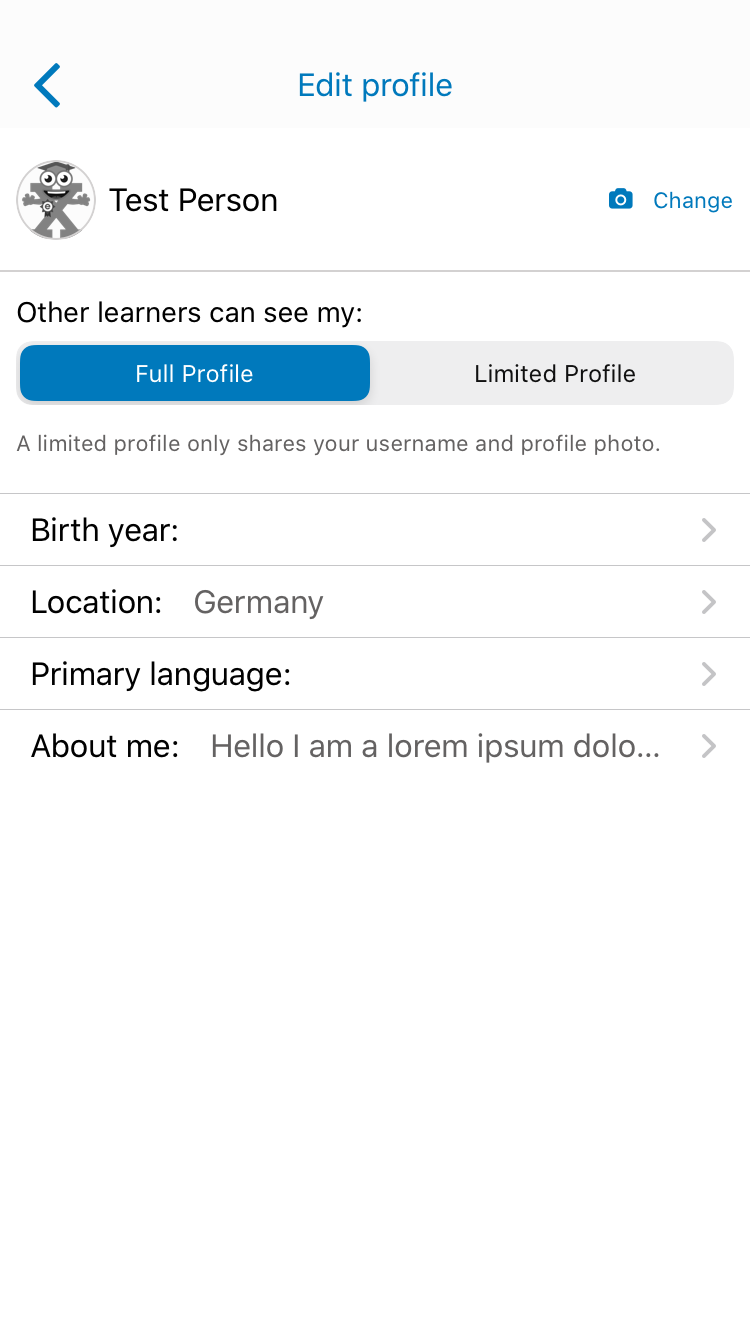 Edit profile
Test Person
Change
Other learners can see my:
Full Profile
Limited Profile
A limited profile only shares your username and profile photo.
Birth year:
Location: Germany
Primary language:
About me: Hello I am a lorem ipsum dolo...